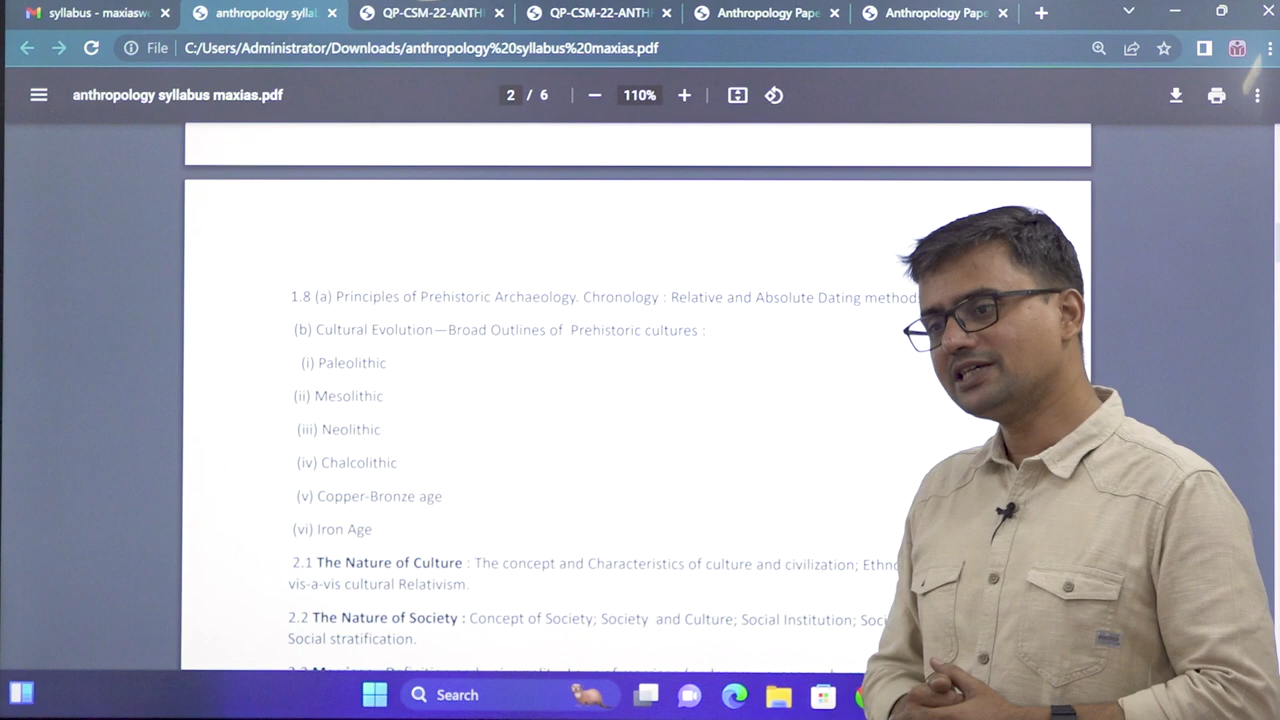 syllabus - maxiasw
anthropology syllab
QP-CSM-22-ANTH
QP-CSM-22-ANTH
Anthropology Pape
Anthropology Pape
File
C:/Users/Administrator/Downloads/anthropology%20syllabus%20maxias.pdf
anthropology syllabus maxias.pdf
2 / 6
110%
1.8 (a) Principles of Prehistoric Archaeology. Chronology : Relative and Absolute Dating method
(b) Cultural Evolution—Broad Outlines of Prehistoric cultures :
(i) Paleolithic
(ii) Mesolithic
(iii) Neolithic
(iv) Chalcolithic
(v) Copper-Bronze age
(vi) Iron Age
2.1 The Nature of Culture : The concept and Characteristics of culture and civilization; Ethno
vis-a-vis cultural Relativism.
2.2 The Nature of Society : Concept of Society; Society and Culture; Social Institution; Soci
Social stratification.
Search